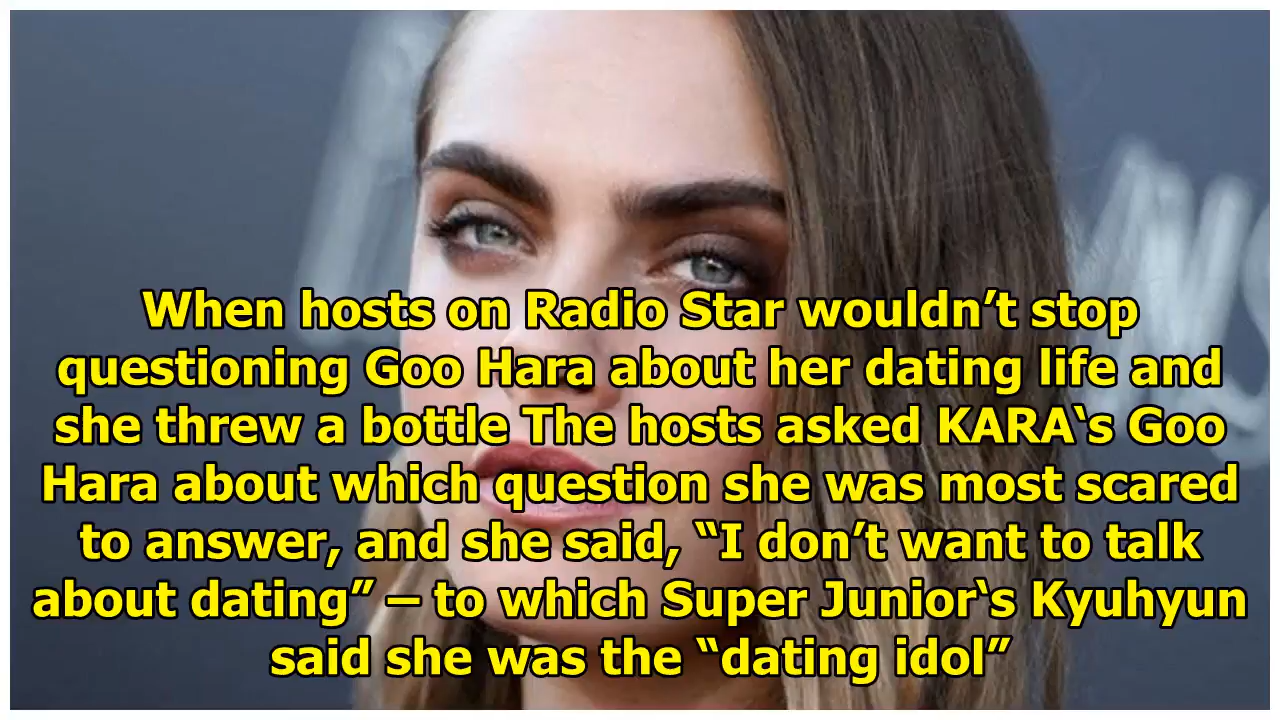 When hosts on Radio Star wouldn’t stop
questioning Goo Hara about her dating life and
she threw a bottle The hosts asked KARA‘s Goo
Hara about which question she was most scared
to answer, and she said, “I don’t want to talk
about dating” – to which Super Junior‘s Kyuhyun
said she was the “dating idol”